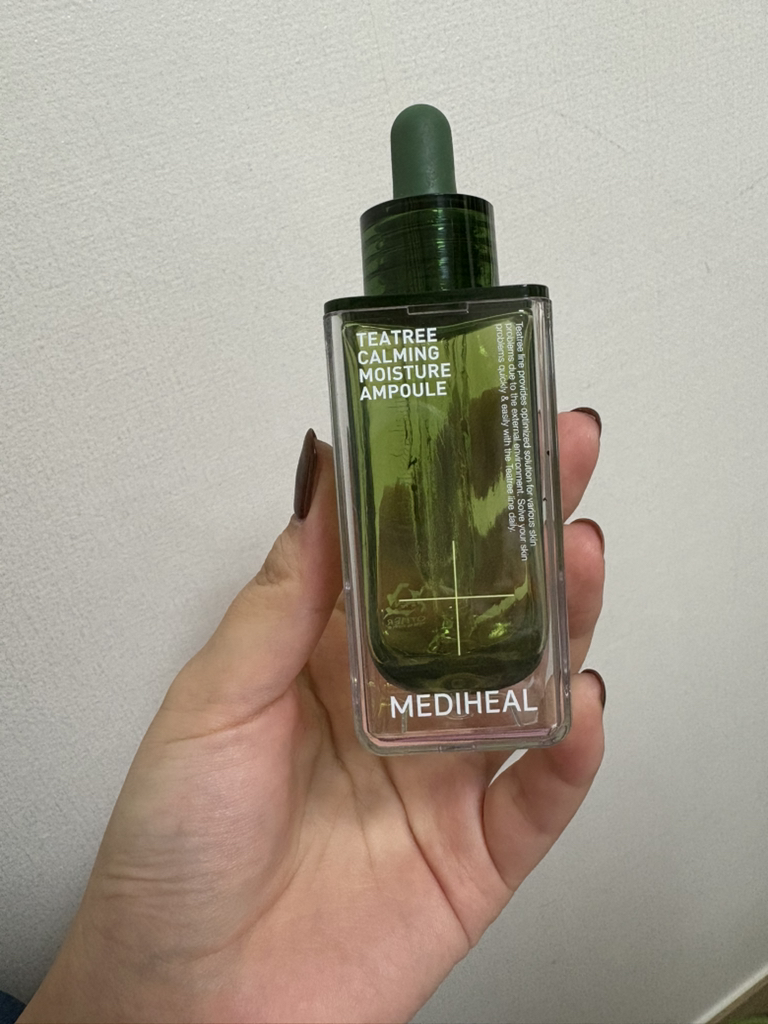 TEATREE
CALMING
MOISTURE
AMPOULE
Teatree line provides optimized solution for various skin
problems due to the external environment. Solve your skin
problems quickly & easily with the Teatree line daily.
MEDIHEAL